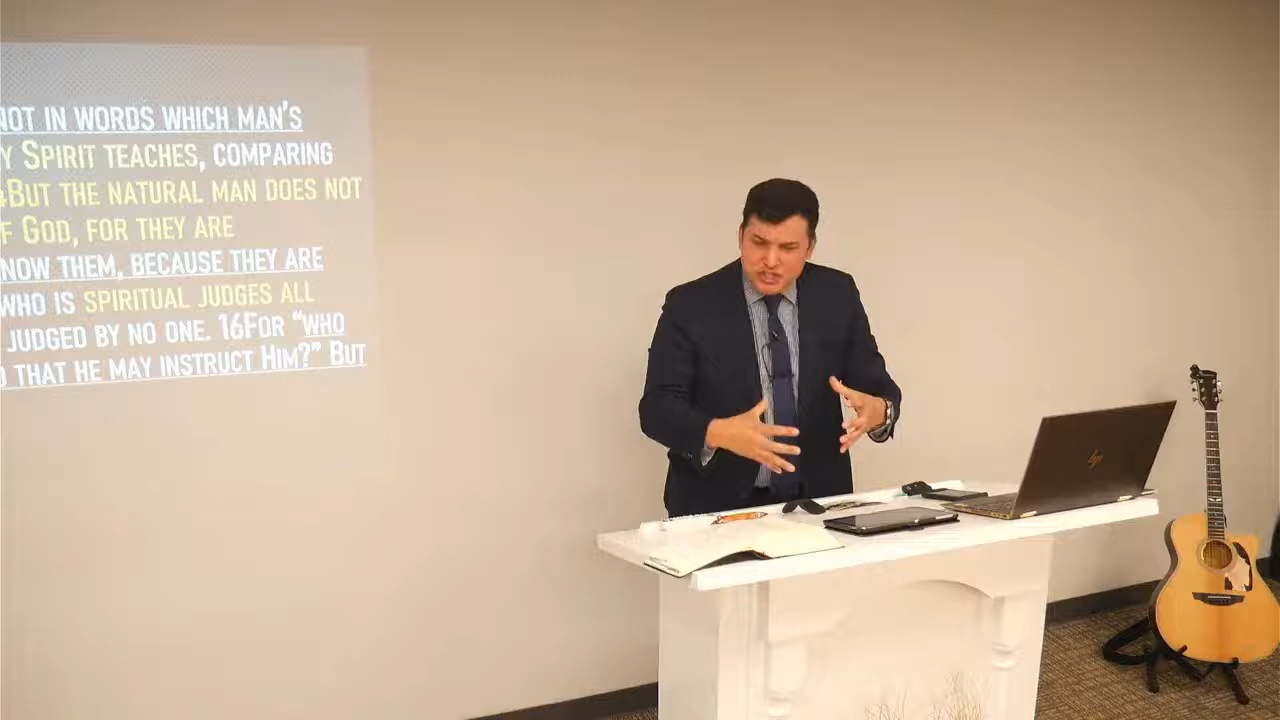 NOT IN WORDS WHICH MAN'S
Y SPIRIT TEACHES, COMPARING
4BUT THE NATURAL MAN DOES NOT
F GOD, FOR THEY ARE
NOW THEM, BECAUSE THEY ARE
WHO IS SPIRITUAL JUDGES ALL
JUDGED BY NO ONE. 16FOR “WHO
D THAT HE MAY INSTRUCT HIM?” BUT
hp